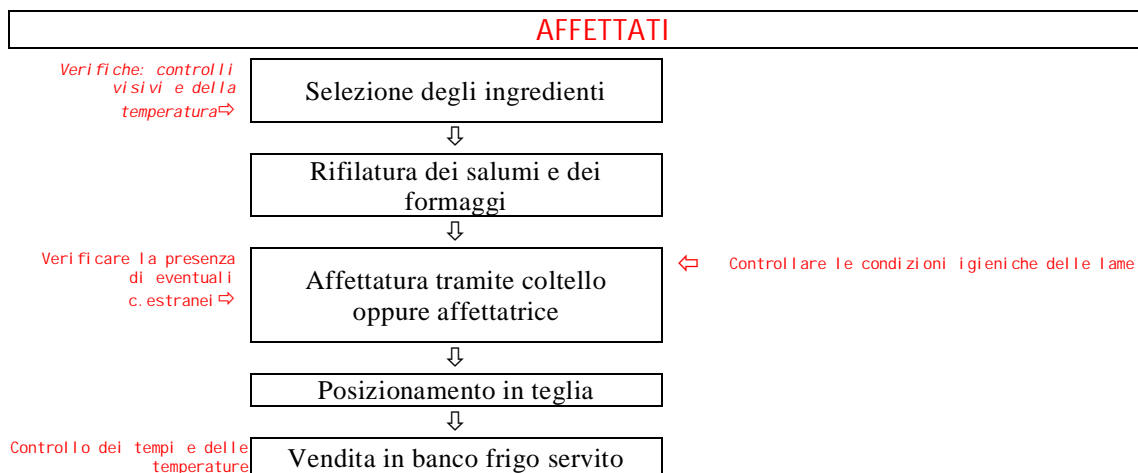 AFFETTATI
Verifiche: controlli
visivi e della
temperatura⇨
Selezione degli ingredienti
⇩
Rifilatura dei salumi e dei
formaggi
⇩
Verificare la presenza
di eventuali
c.estranei⇨
Affettatura tramite coltello
oppure affettatrice
⇦ Controllare le condizioni igieniche delle lame
⇩
Posizionamento in teglia
⇩
Controllo dei tempi e delle
temperature
Vendita in banco frigo servito